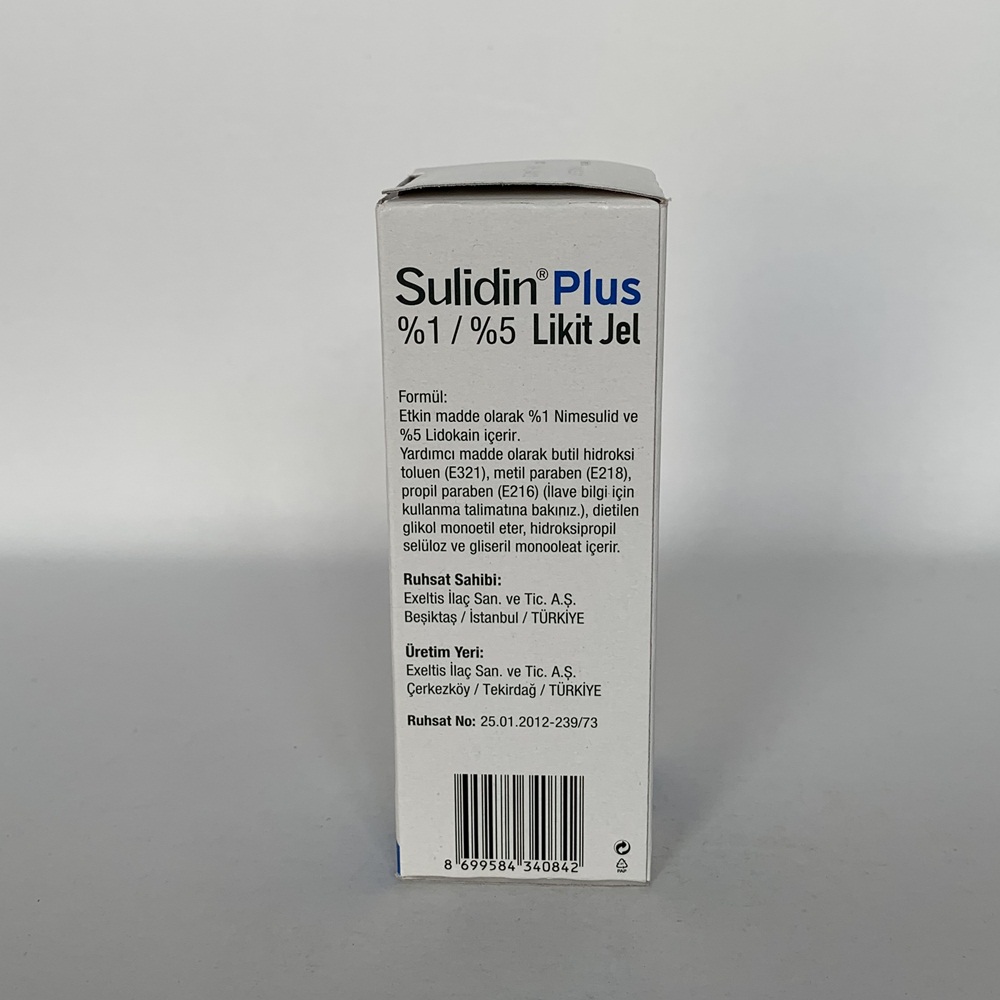 Sulidin® Plus
%1 / %5 Likit Jel
Formül:
Etkin madde olarak %1 Nimesulid ve
%5 Lidokain içerir.
Yardımcı madde olarak butil hidroksi
toluen (E321), metil paraben (E218),
propil paraben (E216) (İlave bilgi için
kullanma talimatına bakınız.), dietilen
glikol monoetil eter, hidroksipropil
selüloz ve gliseril monooleat içerir.
Ruhsat Sahibi:
Exeltis İlaç San. ve Tic. A.Ş.
Beşiktaş / İstanbul / TÜRKİYE
Üretim Yeri:
Exeltis İlaç San. ve Tic. A.Ş.
Çerkezköy / Tekirdağ / TÜRKİYE
Ruhsat No: 25.01.2012-239/73
8 699584 340842
PAP